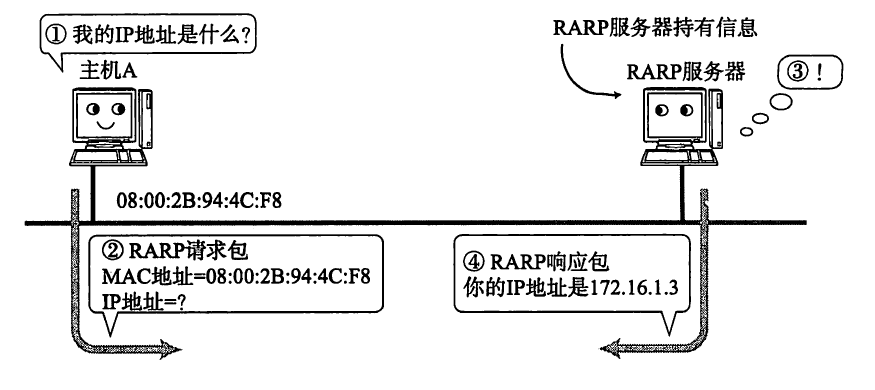 ① 我的IP地址是什么?
主机A
RARP服务器持有信息
RARP服务器
③ !
08:00:2B:94:4C:F8
② RARP请求包
MAC地址=08:00:2B:94:4C:F8
IP地址=?
④ RARP响应包
你的IP地址是172.16.1.3